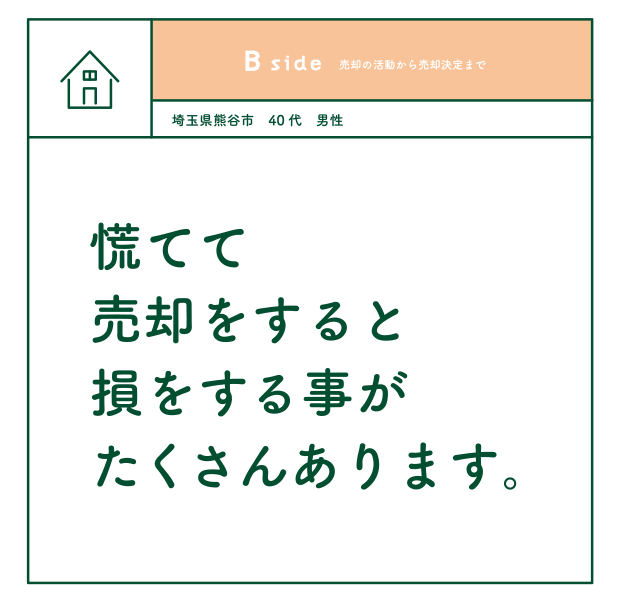 B side 売却の活動から売却決定まで
埼玉県熊谷市 40代 男性
慌てて
売却をすると
損をする事が
たくさんあります。